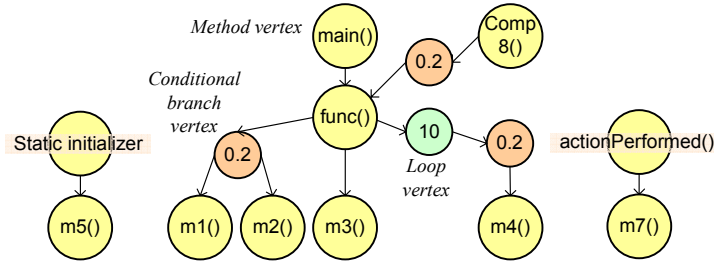 Method vertex
main()
Comp
8()
0.2
Conditional
branch
vertex
func()
Static initializer
0.2
10
0.2
actionPerformed()
Loop
vertex
m5()
m1()
m2()
m3()
m4()
m7()